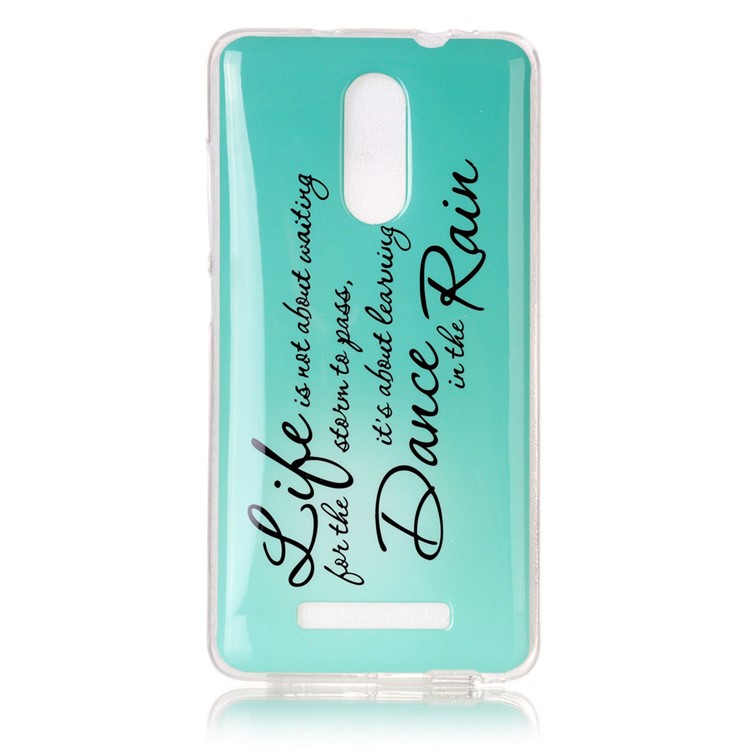 Life is not about waiting
for the storm to pass,
it's about learning
Dance in the Rain